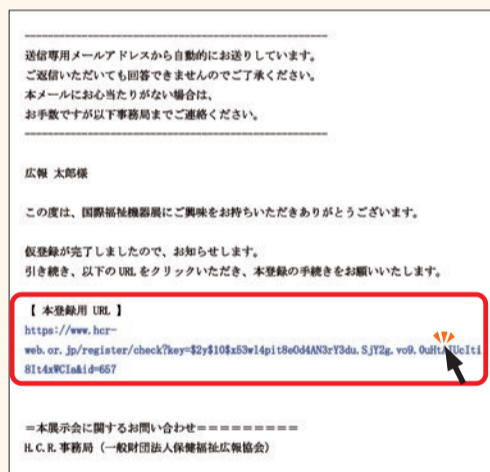 ------------------------------------------------
送信専用メールアドレスから自動的にお送りしています。
ご返信いただいても回答できませんのでご了承ください。
本メールにお心当たりがない場合は、
お手数ですが以下事務局までご連絡ください。
------------------------------------------------
広報 太郎様
この度は、国際福祉機器展にご興味をお持ちいただきありがとうございます。
仮登録が完了しましたので、お知らせします。
引き続き、以下の URL をクリックいただき、本登録の手続きをお願いいたします。
【 本登録用 URL 】
https://www.hcr-
web.or.jp/register/check?key=$2y$10$x53wl4pit8e0d4AN3rY3du.SjY2g.vo9.0uHt
8It4xWCIa&id=657
=本展示会に関するお問い合わせ=========
H.C.R.事務局（一般財団法人保健福祉広報協会）